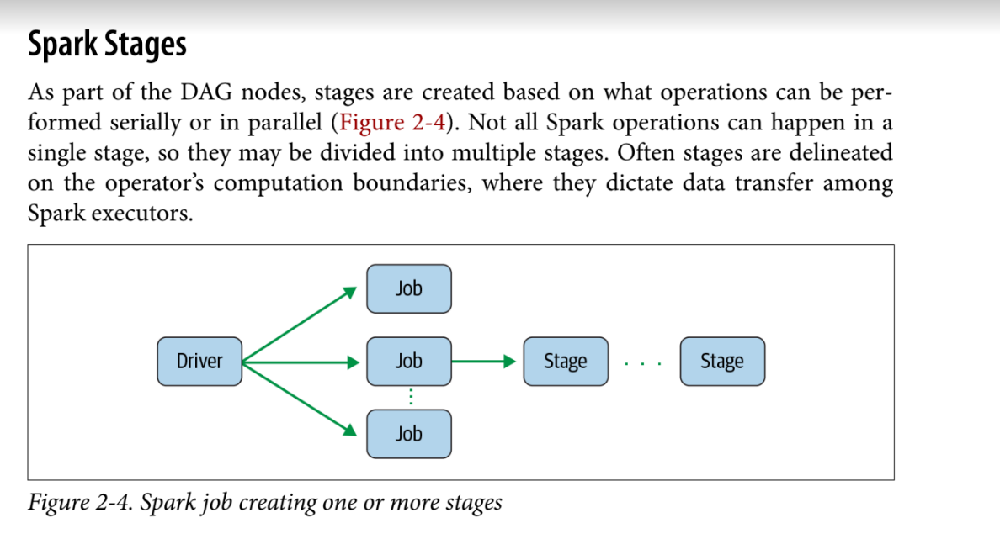 Spark Stages
As part of the DAG nodes, stages are created based on what operations can be per-
formed serially or in parallel (Figure 2-4). Not all Spark operations can happen in a
single stage, so they may be divided into multiple stages. Often stages are delineated
on the operator’s computation boundaries, where they dictate data transfer among
Spark executors.
Job
Driver
Job
Stage
. . .
Stage
Job
Figure 2-4. Spark job creating one or more stages